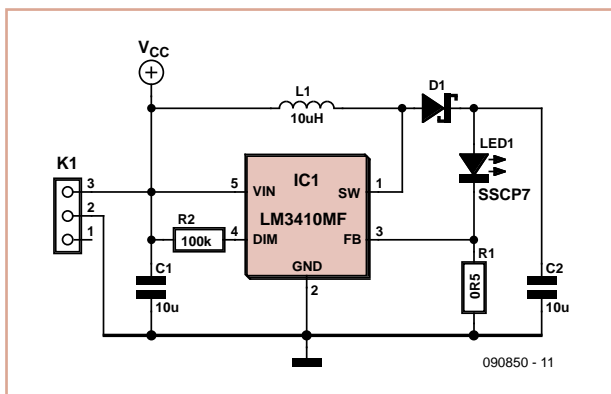 VCC
L1
10uH
D1
LED1
SSCP7
K1
3
2
1
5
VIN
IC1
SW
1
LM3410MF
R2
100k
4
DIM
FB
3
GND
2
C1
10u
R1
0R5
C2
10u
090850 - 11